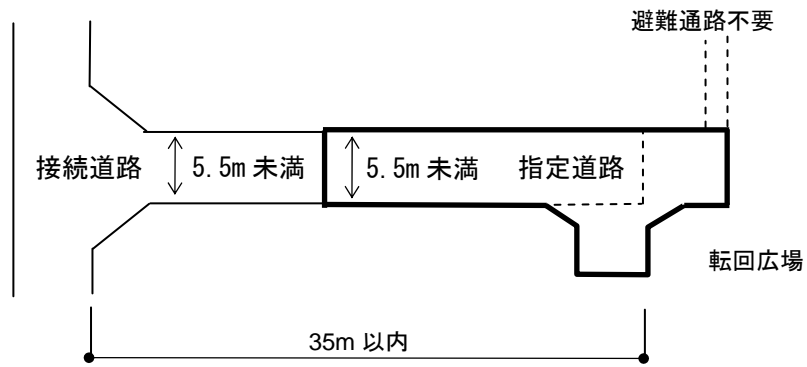 避難通路不要
接続道路
5.5m 未満
5.5m 未満
指定道路
転回広場
35m 以内